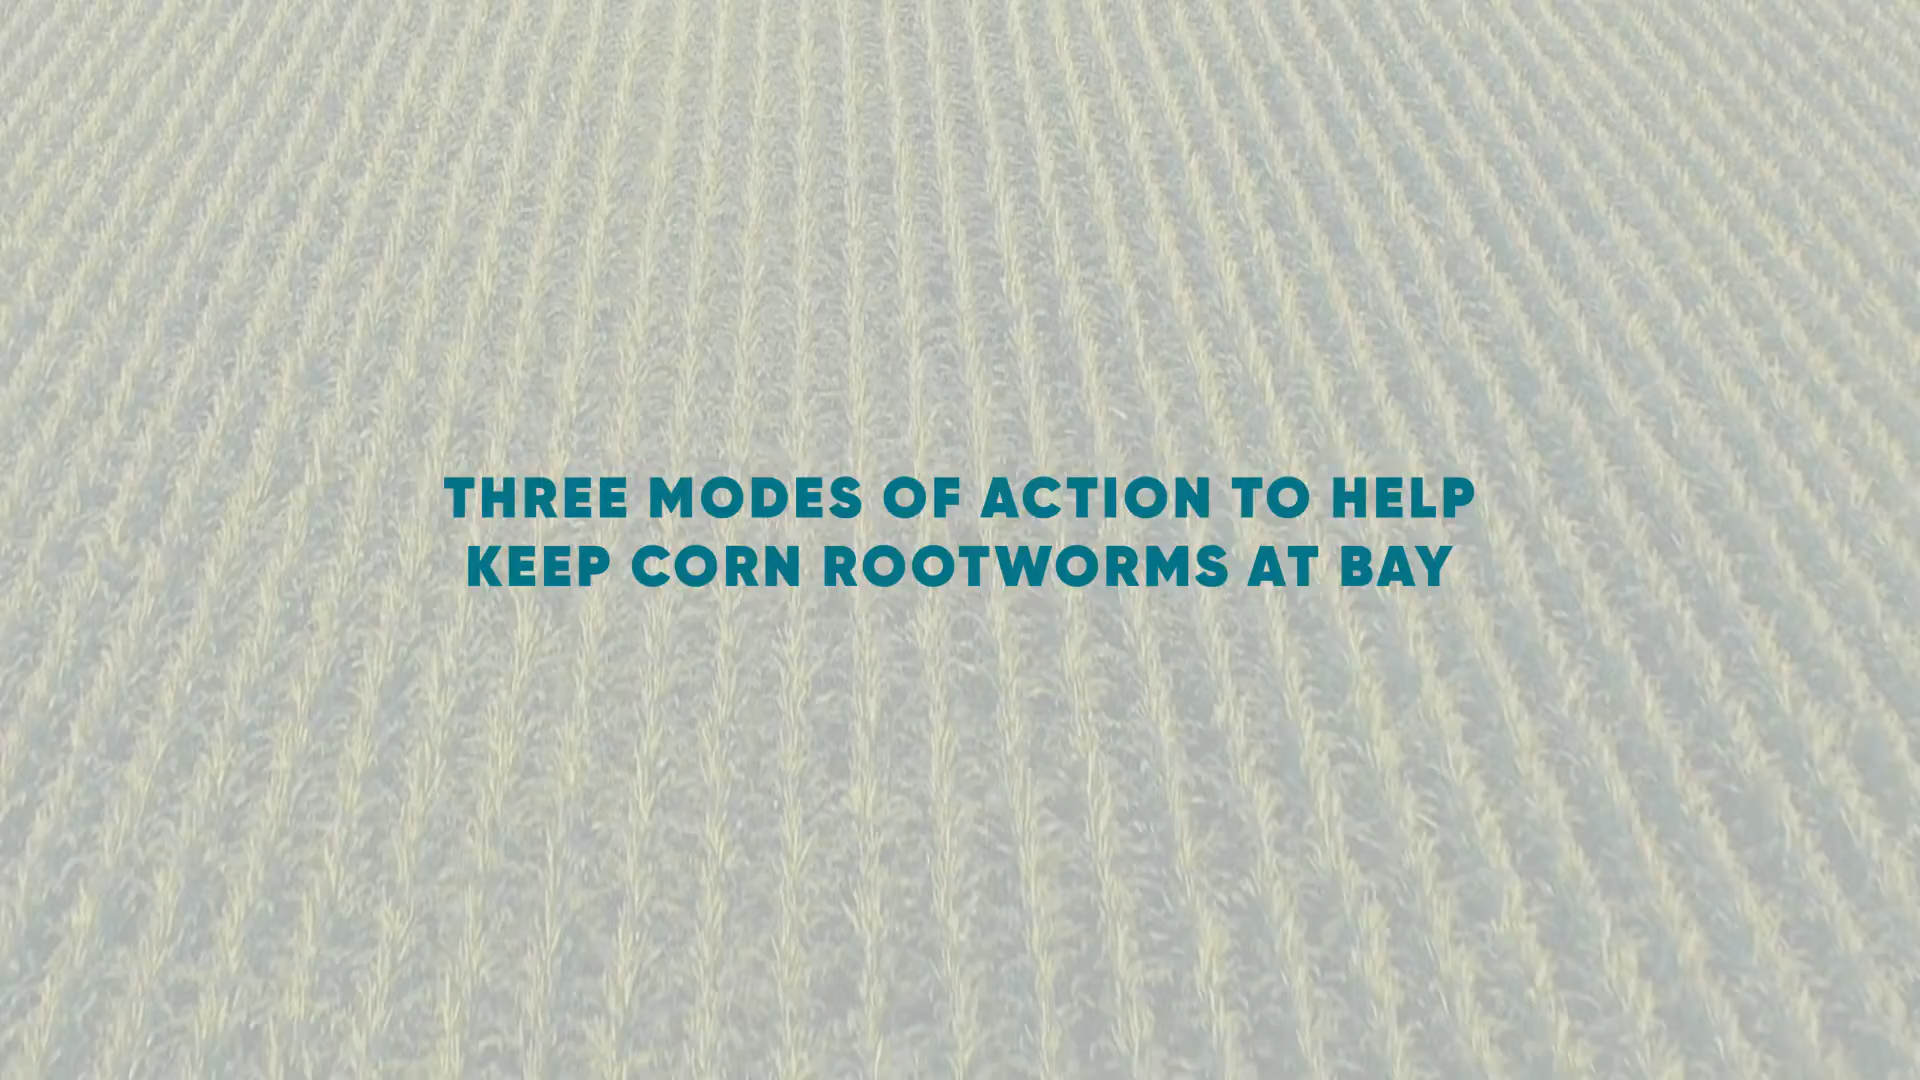 THREE MODES OF ACTION TO HELP
KEEP CORN ROOTWORMS AT BAY